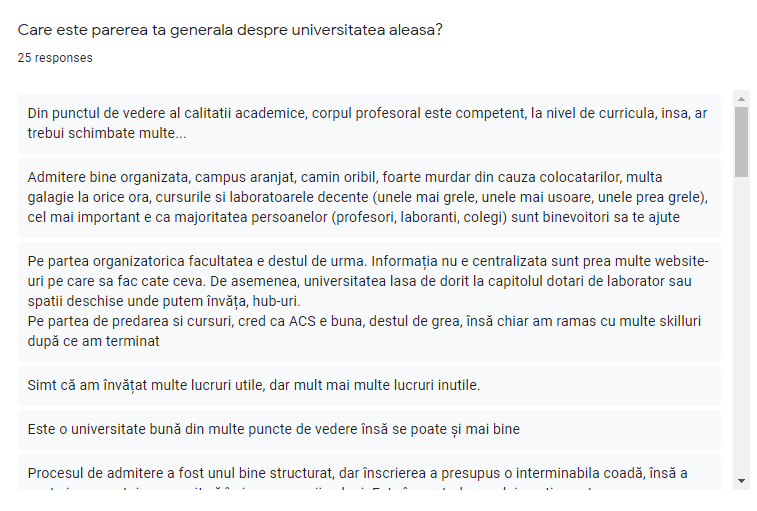 Care este parerea ta generala despre universitatea aleasa?
25 responses
Din punctul de vedere al calitatii academice, corpul profesoral este competent, la nivel de curricula, insa, ar
trebui schimbate multe...
Admitere bine organizata, campus aranjat, camin oribil, foarte murdar din cauza colocatarilor, multa
galagie la orice ora, cursurile si laboratoarele decente (unele mai grele, unele mai usoare, unele prea grele),
cel mai important e ca majoritatea persoanelor (profesori, laboranti, colegi) sunt binevoitori sa te ajute
Pe partea organizatorica facultatea e destul de urma. Informația nu e centralizata sunt prea multe website-
uri pe care sa fac cate ceva. De asemenea, universitatea lasa de dorit la capitolul dotari de laborator sau
spatii deschise unde putem învăța, hub-uri.
Pe partea de predarea si cursuri, cred ca ACS e buna, destul de grea, însă chiar am ramas cu multe skilluri
după ce am terminat
Simt că am învățat multe lucruri utile, dar mult mai multe lucruri inutile.
Este o universitate bună din multe puncte de vedere însă se poate și mai bine
Procesul de admitere a fost unul bine structurat, dar înscrierea a presupus o interminabila coadă, însă a